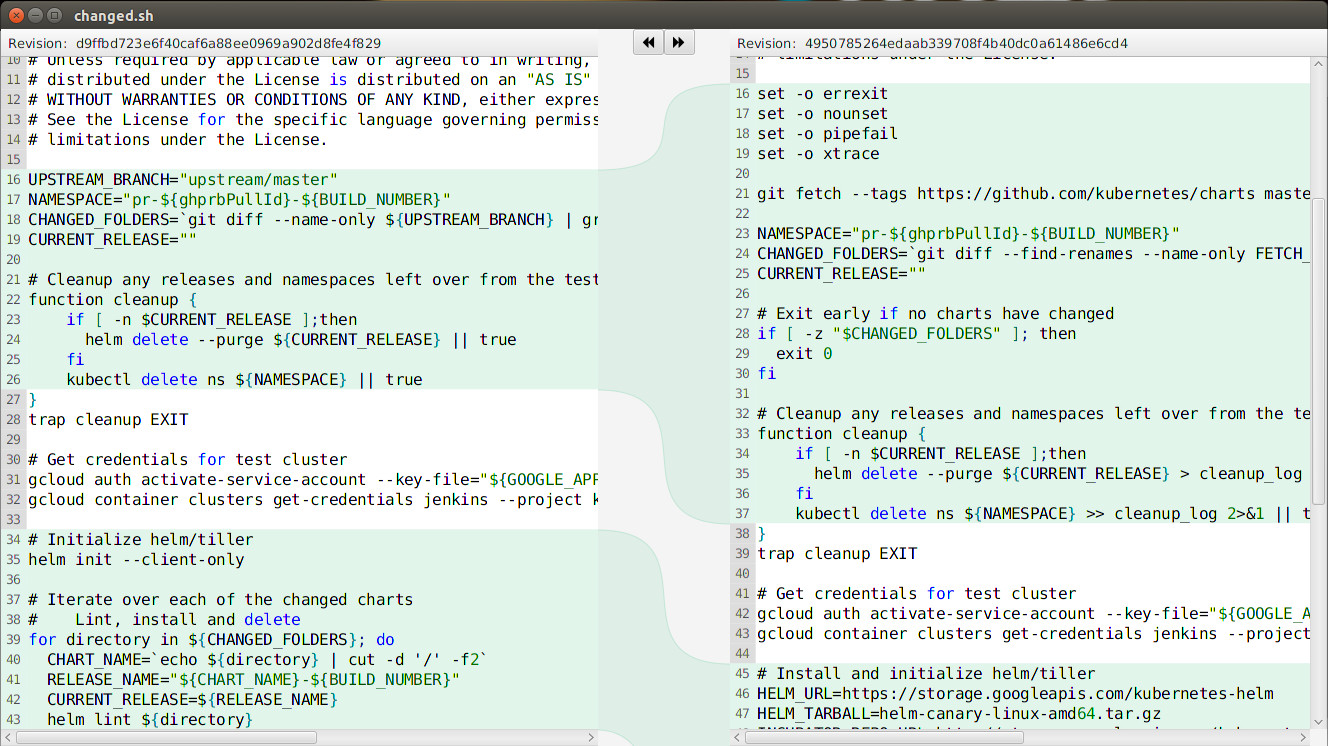 changed.sh
Revision: d9ffbd723e6f40caf6a88ee0969a902d8fe4f829
10 # Unless required by applicable law or agreed to in writing,
11 # distributed under the License is distributed on an "AS IS"
12 # WITHOUT WARRANTIES OR CONDITIONS OF ANY KIND, either expres
13 # See the License for the specific language governing permiss
14 # limitations under the License.
15
16 UPSTREAM_BRANCH="upstream/master"
17 NAMESPACE="pr-${ghprbPullId}-${BUILD_NUMBER}"
18 CHANGED_FOLDERS=`git diff --name-only ${UPSTREAM_BRANCH} | gr
19 CURRENT_RELEASE=""
20
21 # Cleanup any releases and namespaces left over from the test
22 function cleanup {
23     if [ -n $CURRENT_RELEASE ];then
24       helm delete --purge ${CURRENT_RELEASE} || true
25     fi
26     kubectl delete ns ${NAMESPACE} || true
27 }
28 trap cleanup EXIT
29
30 # Get credentials for test cluster
31 gcloud auth activate-service-account --key-file="${GOOGLE_APP
32 gcloud container clusters get-credentials jenkins --project k
33
34 # Initialize helm/tiller
35 helm init --client-only
36
37 # Iterate over each of the changed charts
38 #    Lint, install and delete
39 for directory in ${CHANGED_FOLDERS}; do
40   CHART_NAME=`echo ${directory} | cut -d '/' -f2`
41   RELEASE_NAME="${CHART_NAME}-${BUILD_NUMBER}"
42   CURRENT_RELEASE=${RELEASE_NAME}
43   helm lint ${directory}
Revision: 4950785264edaab339708f4b40dc0a61486e6cd4
14 # limitations under the License.
15
16 set -o errexit
17 set -o nounset
18 set -o pipefail
19 set -o xtrace
20
21 git fetch --tags https://github.com/kubernetes/charts maste
22
23 NAMESPACE="pr-${ghprbPullId}-${BUILD_NUMBER}"
24 CHANGED_FOLDERS=`git diff --find-renames --name-only FETCH_
25 CURRENT_RELEASE=""
26
27 # Exit early if no charts have changed
28 if [ -z "$CHANGED_FOLDERS" ]; then
29   exit 0
30 fi
31
32 # Cleanup any releases and namespaces left over from the te
33 function cleanup {
34     if [ -n $CURRENT_RELEASE ];then
35       helm delete --purge ${CURRENT_RELEASE} > cleanup_log
36     fi
37     kubectl delete ns ${NAMESPACE} >> cleanup_log 2>&1 || t
38 }
39 trap cleanup EXIT
40
41 # Get credentials for test cluster
42 gcloud auth activate-service-account --key-file="${GOOGLE_A
43 gcloud container clusters get-credentials jenkins --project
44
45 # Install and initialize helm/tiller
46 HELM_URL=https://storage.googleapis.com/kubernetes-helm
47 HELM_TARBALL=helm-canary-linux-amd64.tar.gz